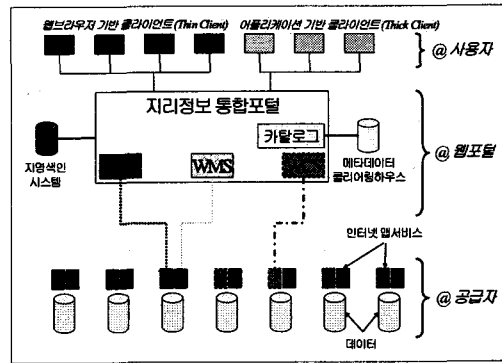 웹브라우저 기반 클라이언트(Thin Client) 어플리케이션 기반 클라이언트(Thick Client)
@ 사용자
지리정보 통합포털
카탈로그
WMS
지명색인
시스템
메타데이터
클리어링하우스
@ 웹포털
인터넷 맵서비스
@ 공급자
데이터